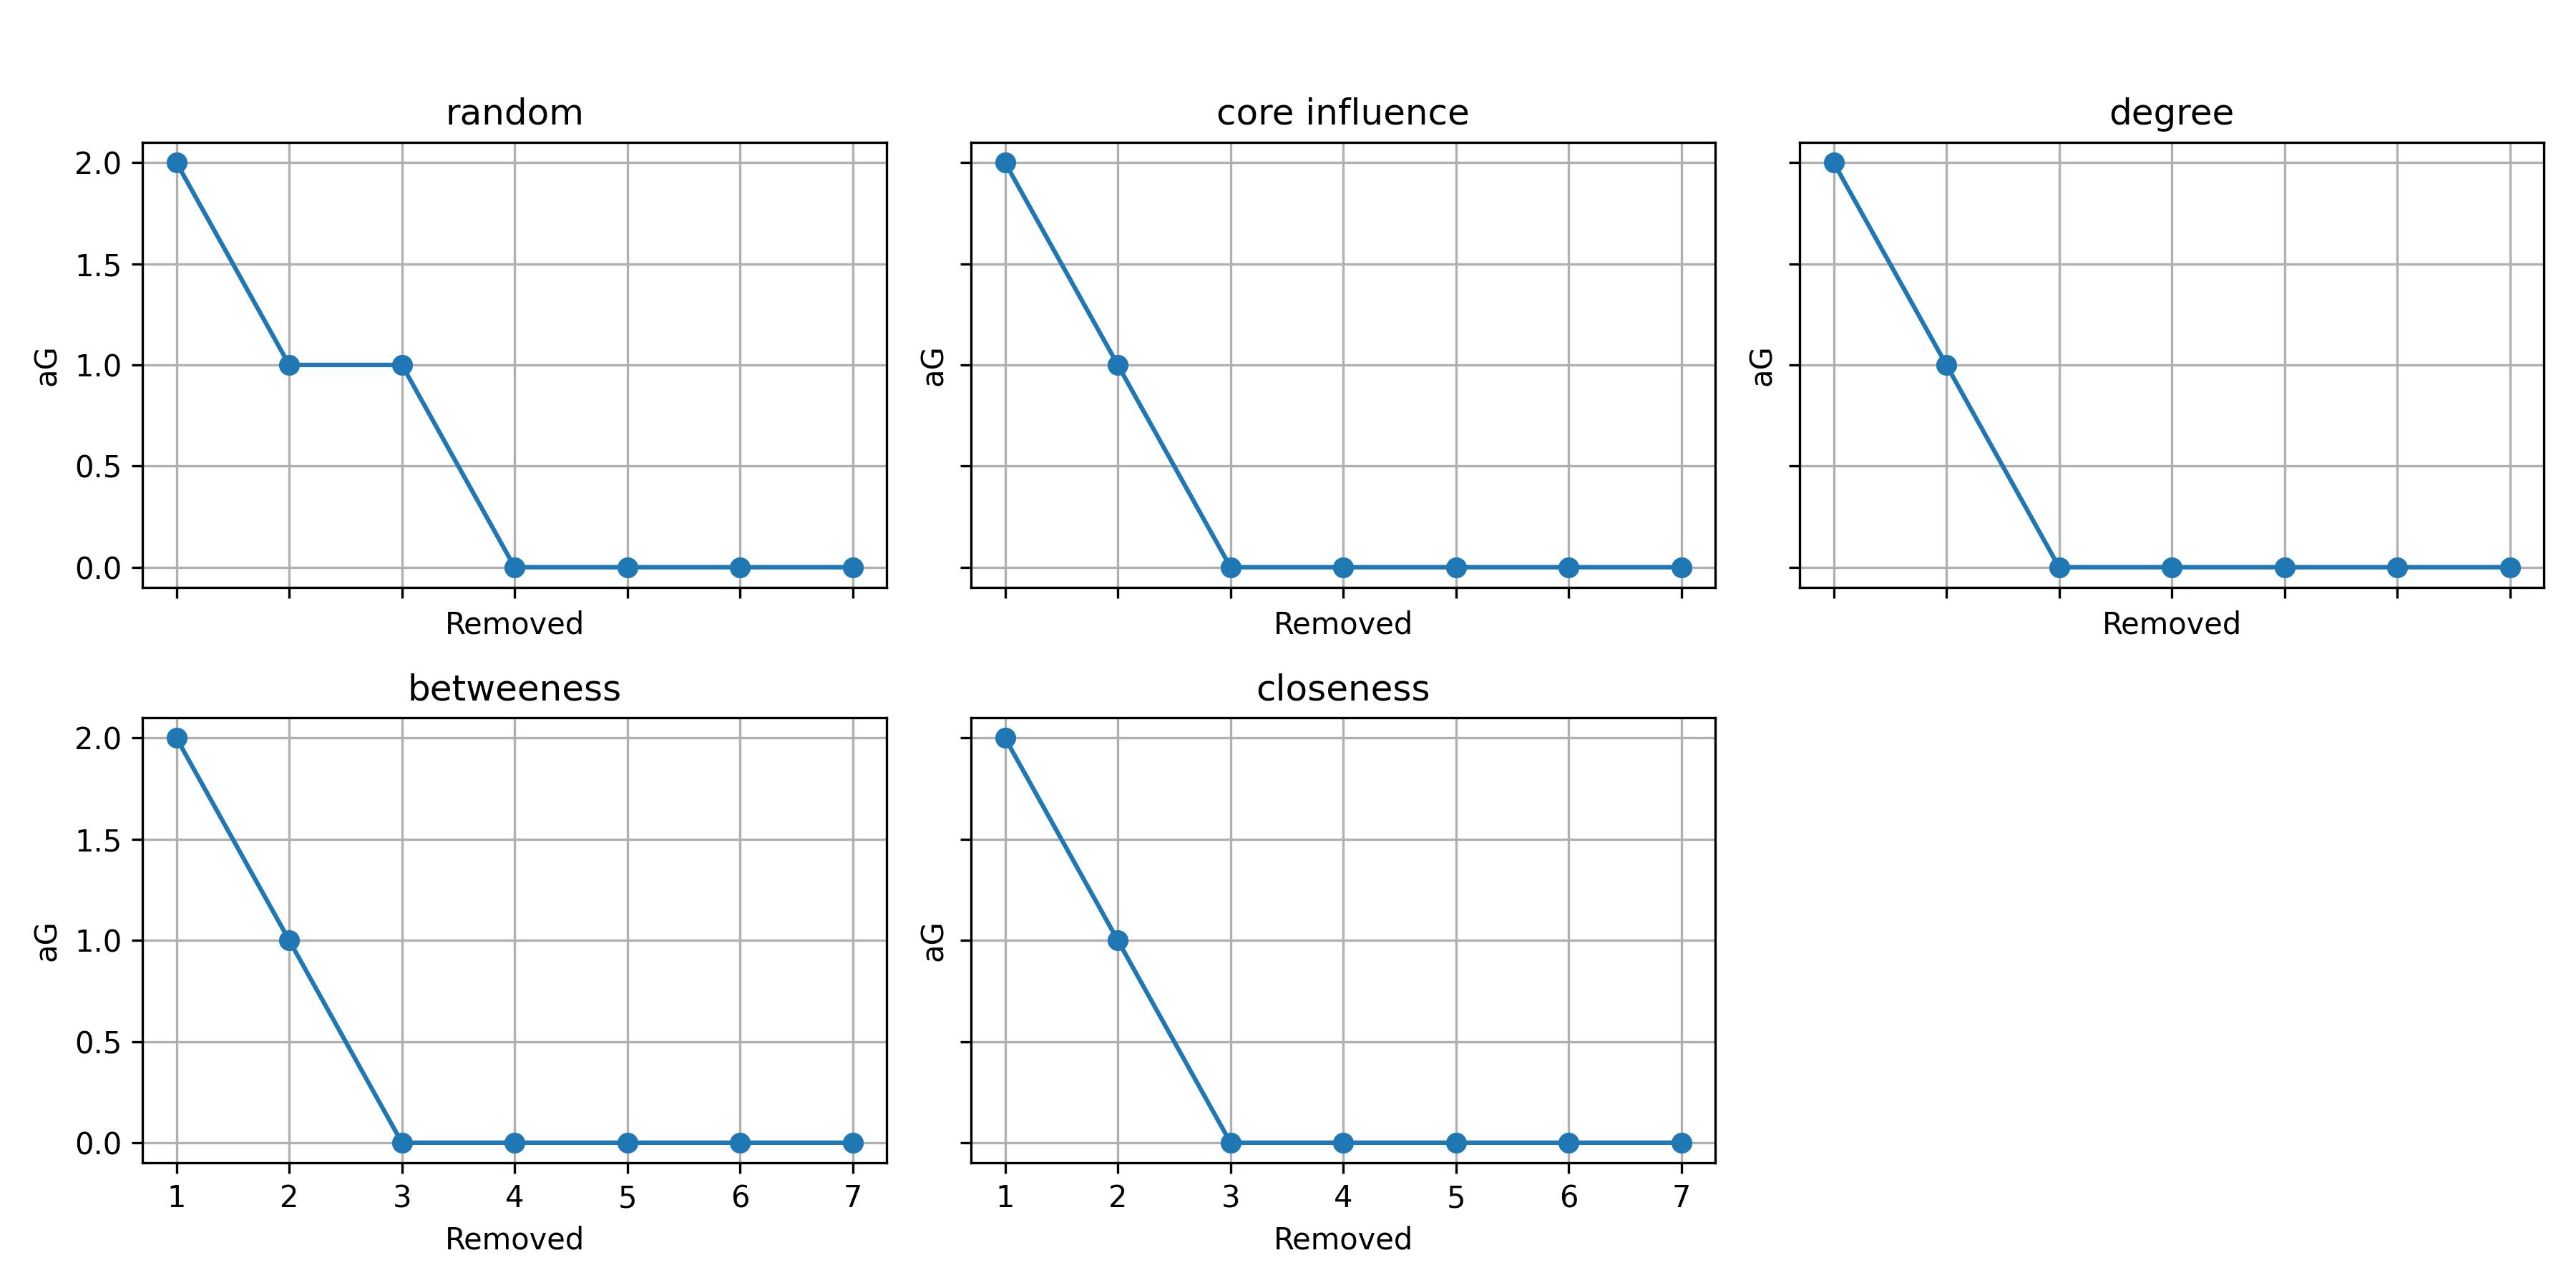 random
core influence
degree
2.0
1.5
1.0
0.5
0.0
aG
aG
aG
Removed
Removed
Removed
betweeness
closeness
2.0
1.5
1.0
0.5
0.0
aG
aG
1 2 3 4 5 6 7
1 2 3 4 5 6 7
Removed
Removed